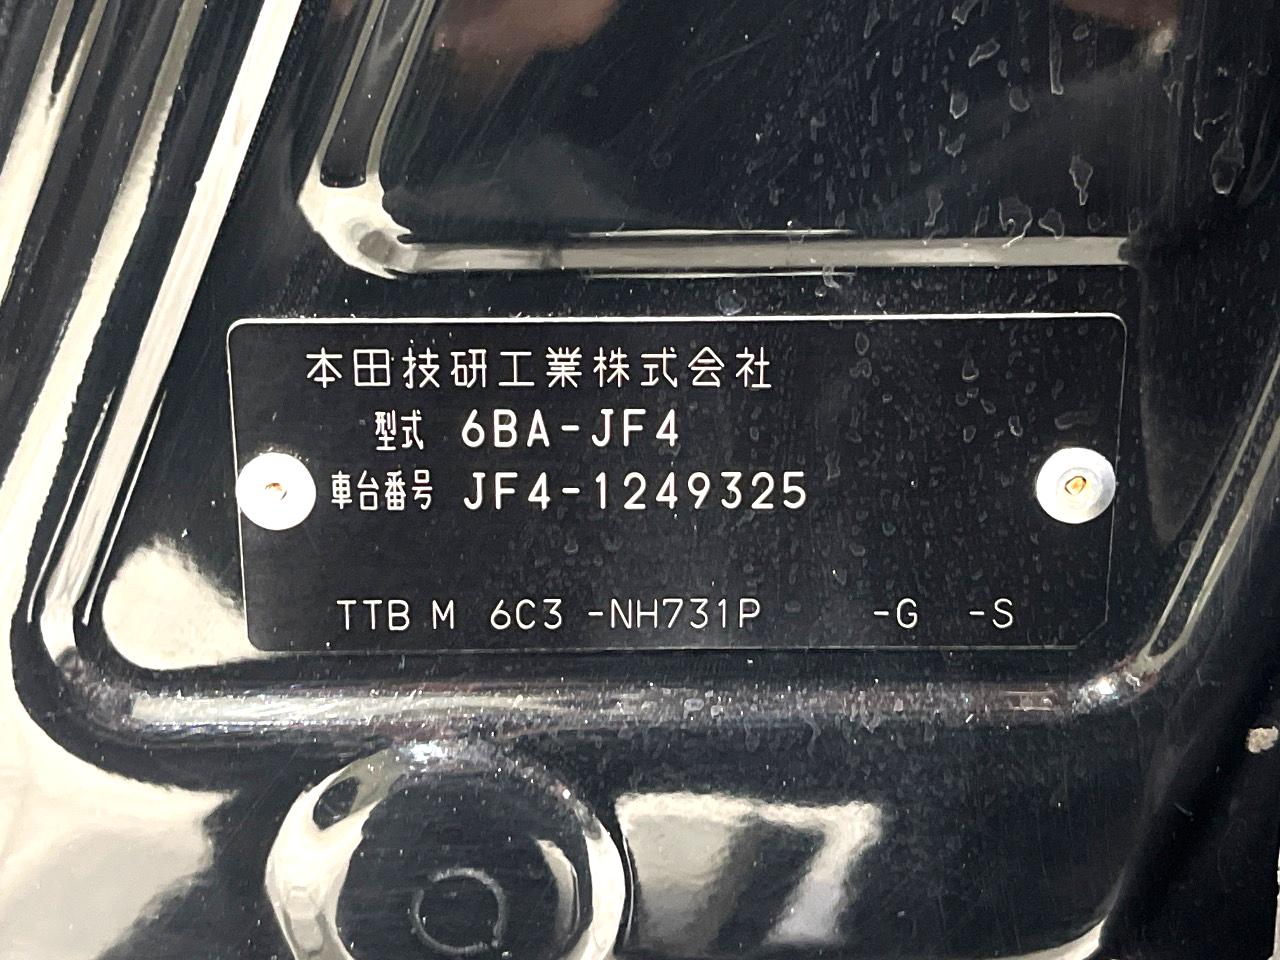 本田技研工業株式会社
型式 6BA-JF4
車台番号 JF4-1249325
TTB M 6C3 -NH731P -G -S